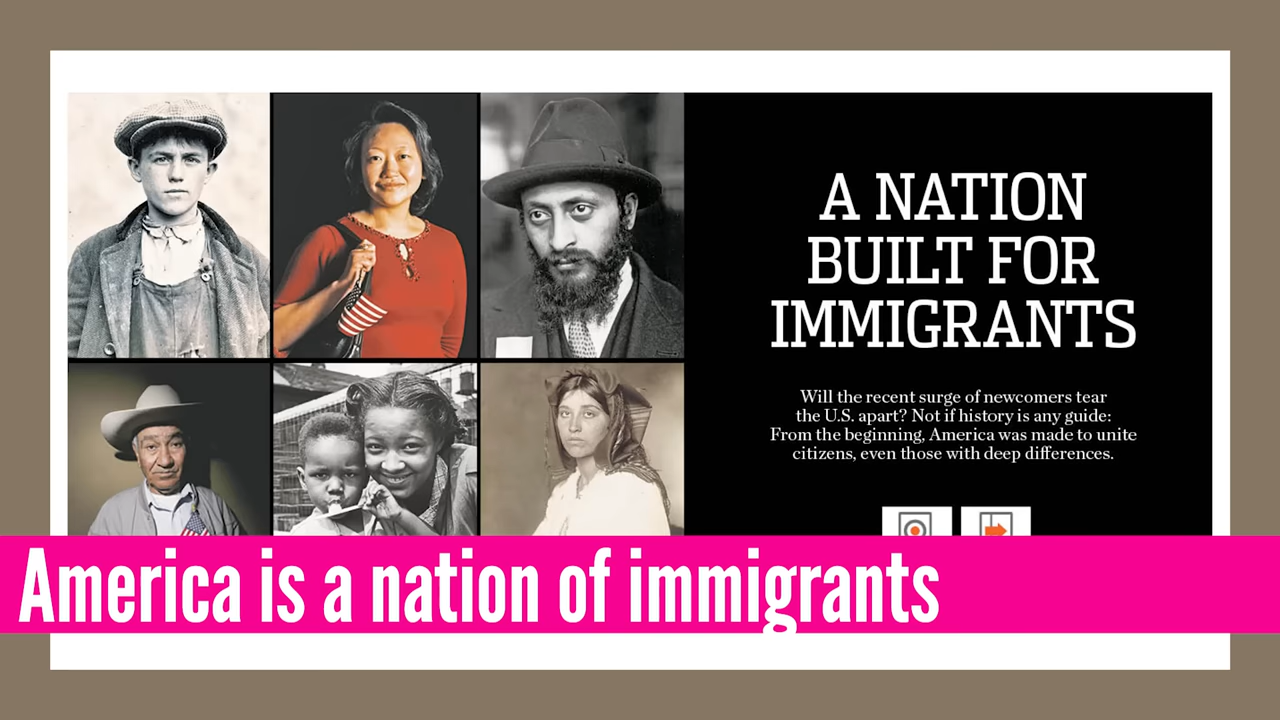 A NATION
BUILT FOR
IMMIGRANTS
Will the recent surge of newcomers tear
the U.S. apart? Not if history is any guide:
From the beginning, America was made to unite
citizens, even those with deep differences.
America is a nation of immigrants